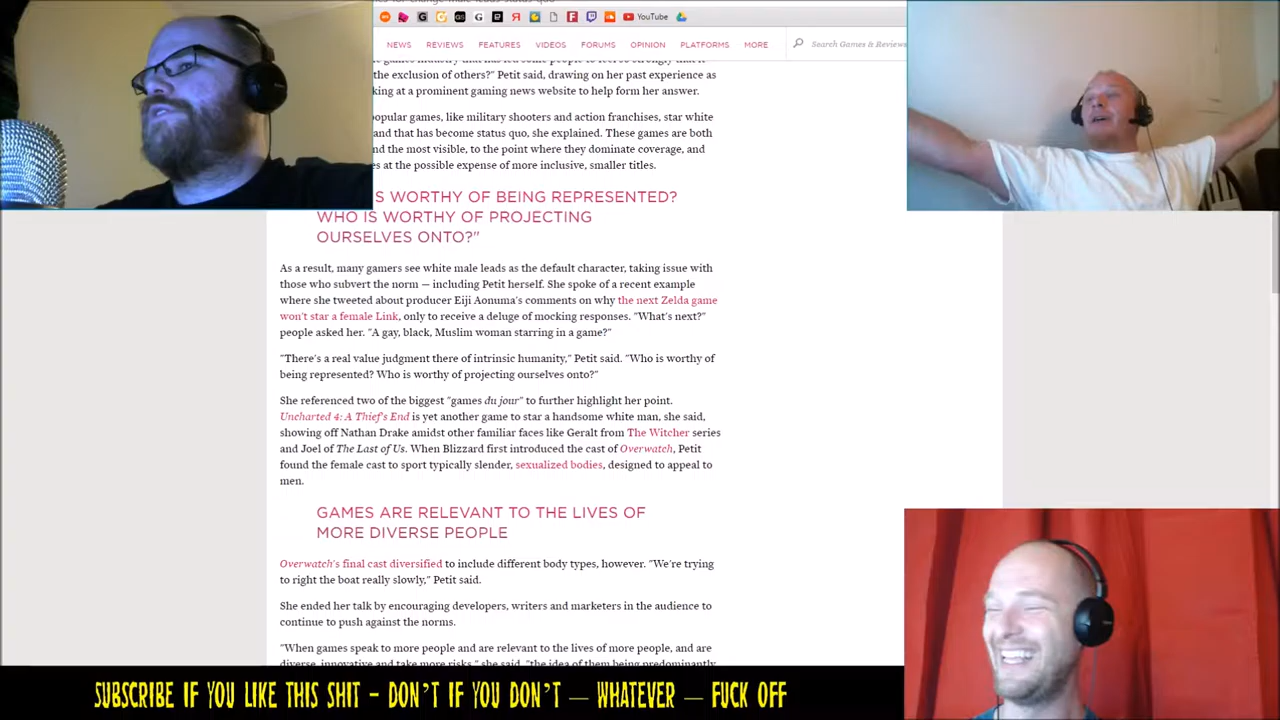 YouTube
NEWS REVIEWS FEATURES VIDEOS FORUMS OPINION PLATFORMS MORE Search Games & Reviews
the exclusion of others?" Petit said, drawing on her past experience as
king at a prominent gaming news website to help form her answer.
popular games, like military shooters and action franchises, star white
and that has become status quo, she explained. These games are both
nd the most visible, to the point where they dominate coverage, and
es at the possible expense of more inclusive, smaller titles.
S WORTHY OF BEING REPRESENTED?
WHO IS WORTHY OF PROJECTING
OURSELVES ONTO?"
As a result, many gamers see white male leads as the default character, taking issue with
those who subvert the norm — including Petit herself. She spoke of a recent example
where she tweeted about producer Eiji Aonuma's comments on why the next Zelda game
won't star a female Link, only to receive a deluge of mocking responses. "What's next?"
people asked her. "A gay, black, Muslim woman starring in a game?"
"There's a real value judgment there of intrinsic humanity," Petit said. "Who is worthy of
being represented? Who is worthy of projecting ourselves onto?"
She referenced two of the biggest "games du jour" to further highlight her point.
Uncharted 4: A Thief's End is yet another game to star a handsome white man, she said,
showing off Nathan Drake amidst other familiar faces like Geralt from The Witcher series
and Joel of The Last of Us. When Blizzard first introduced the cast of Overwatch, Petit
found the female cast to sport typically slender, sexualized bodies, designed to appeal to
men.
GAMES ARE RELEVANT TO THE LIVES OF
MORE DIVERSE PEOPLE
Overwatch's final cast diversified to include different body types, however. "We're trying
to right the boat really slowly," Petit said.
She ended her talk by encouraging developers, writers and marketers in the audience to
continue to push against the norms.
"When games speak to more people and are relevant to the lives of more people, and are
diverse, innovative and take more risks," she said, "the idea of them being predominantly
SUBSCRIBE IF YOU LIKE THIS SHIT - DON'T IF YOU DON'T — WHATEVER — FUCK OFF